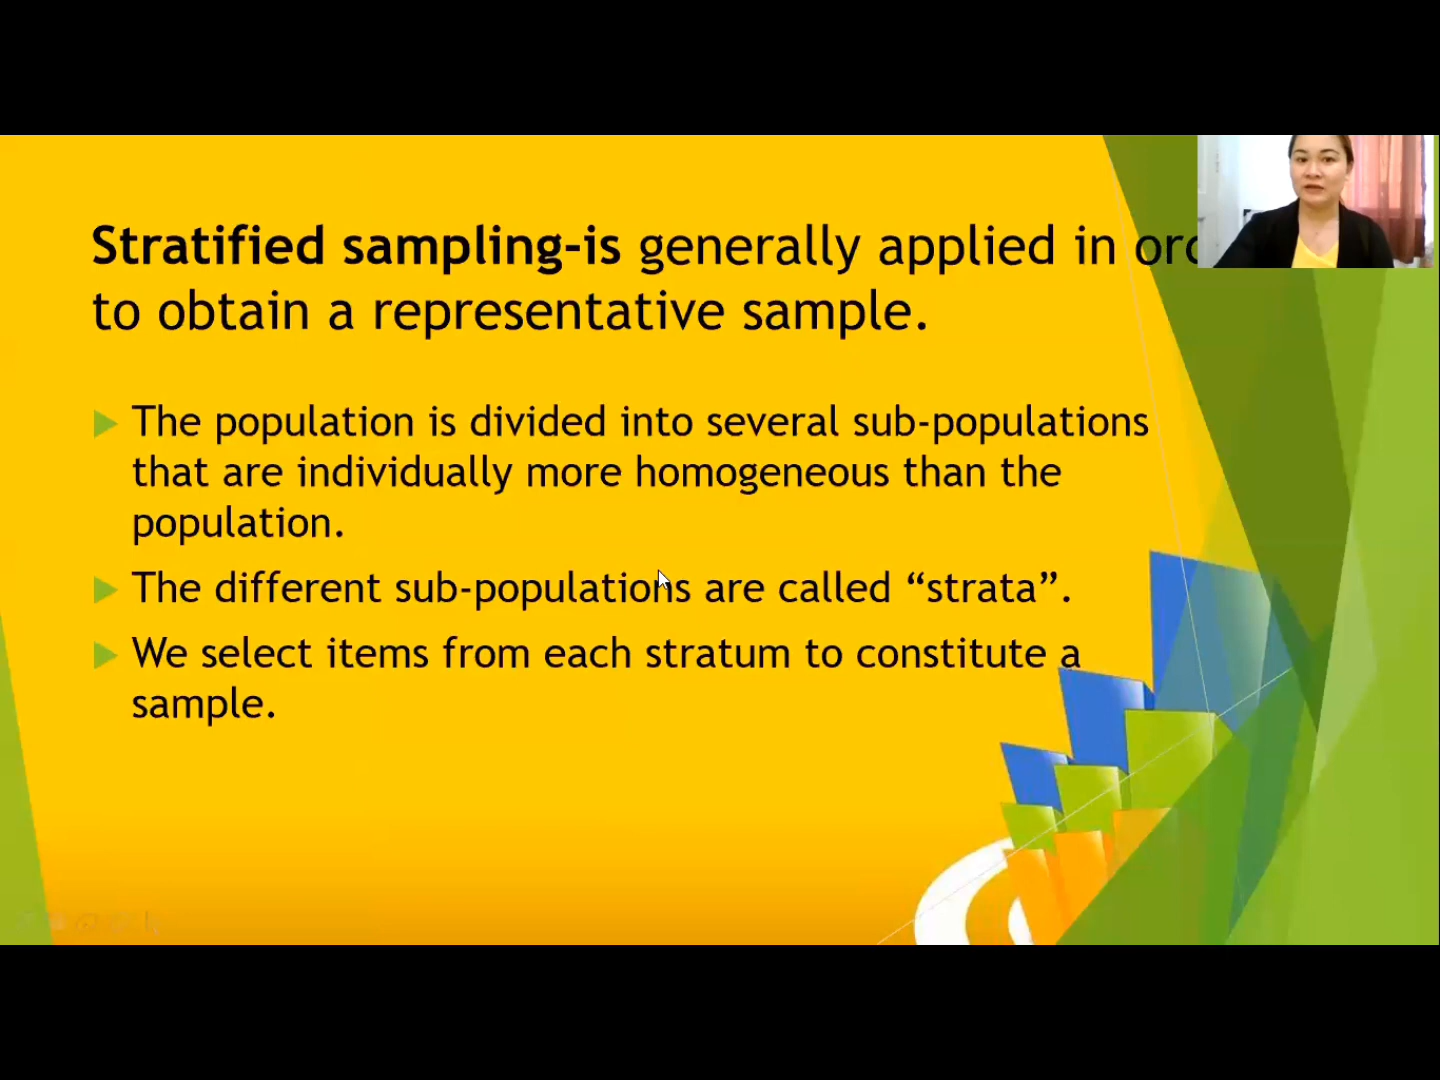 Stratified sampling-is generally applied in
to obtain a representative sample.
The population is divided into several sub-populations
that are individually more homogeneous than the
population.
The different sub-populations are called “strata”.
We select items from each stratum to constitute a
sample.